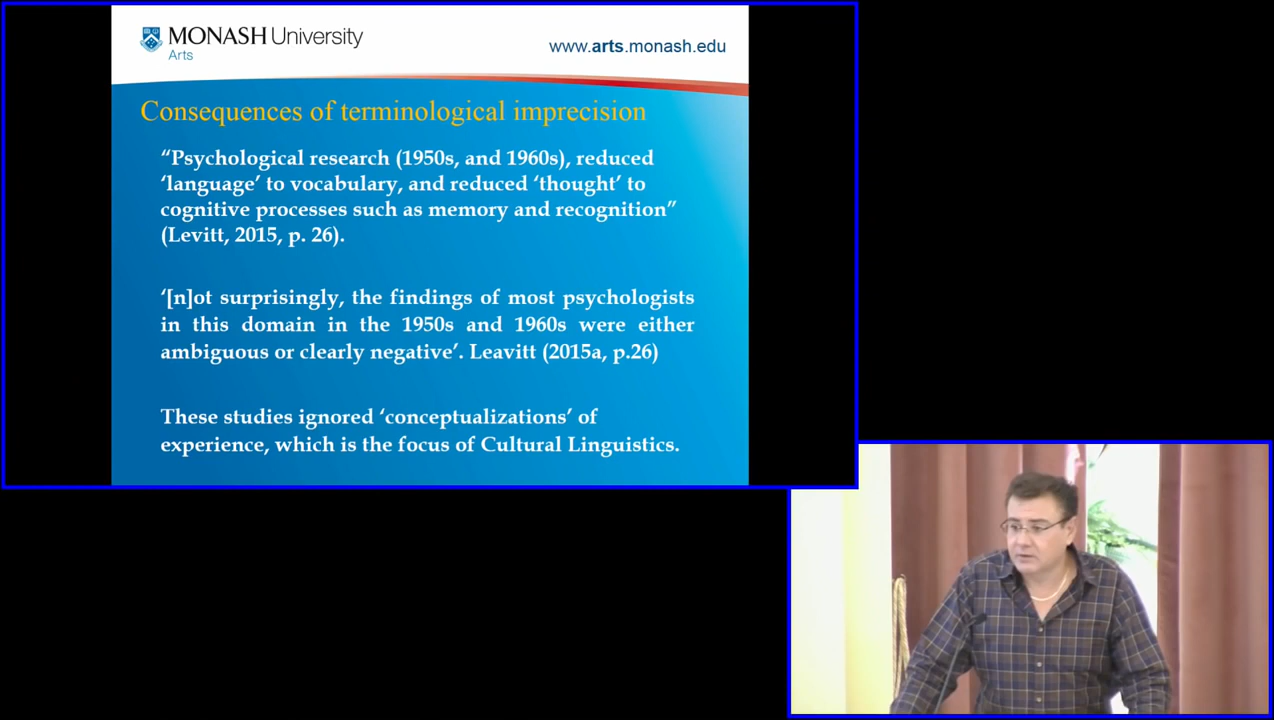 MONASH University
Arts
www.arts.monash.edu
Consequences of terminological imprecision
“Psychological research (1950s, and 1960s), reduced
‘language’ to vocabulary, and reduced ‘thought’ to
cognitive processes such as memory and recognition”
(Levitt, 2015, p. 26).
‘[n]ot surprisingly, the findings of most psychologists
in this domain in the 1950s and 1960s were either
ambiguous or clearly negative’. Leavitt (2015a, p.26)
These studies ignored ‘conceptualizations’ of
experience, which is the focus of Cultural Linguistics.